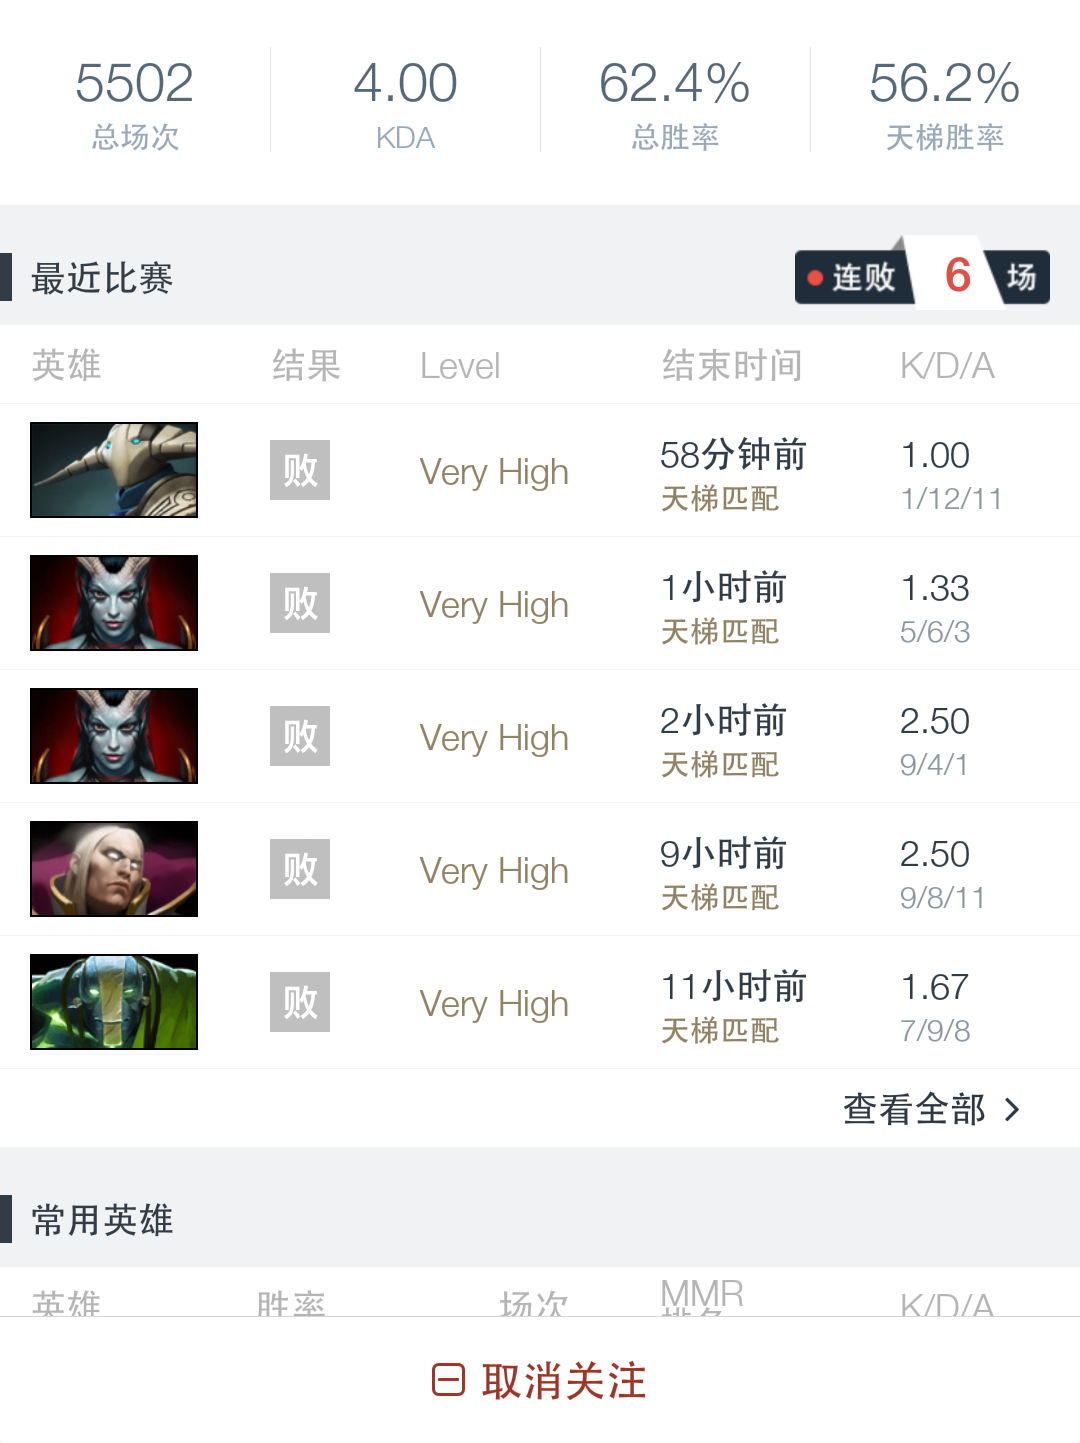 5502 4.00 62.4% 56.2%
总场次 KDA 总胜率 天梯胜率
最近比赛 连败 6 场
英雄 结果 Level 结束时间 K/D/A
败 Very High 58分钟前 1.00
天梯匹配 1/12/11
败 Very High 1小时前 1.33
天梯匹配 5/6/3
败 Very High 2小时前 2.50
天梯匹配 9/4/1
败 Very High 9小时前 2.50
天梯匹配 9/8/11
败 Very High 11小时前 1.67
天梯匹配 7/9/8
查看全部
常用英雄
英雄 胜率 场次 MMR K/D/A
取消关注